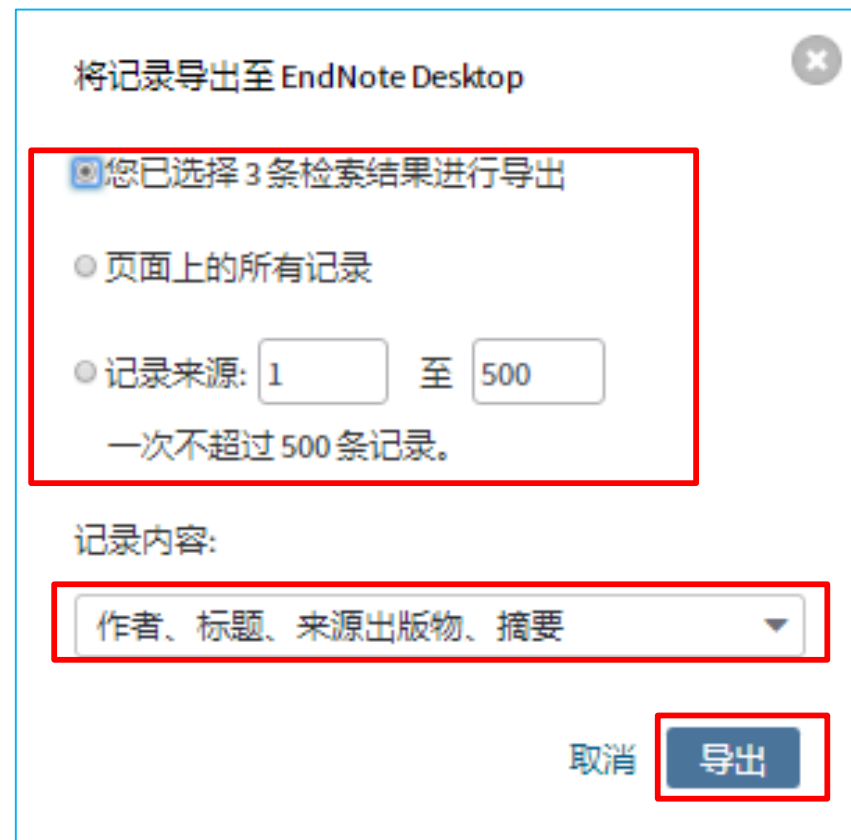 将记录导出至 EndNote Desktop
您已选择 3 条检索结果进行导出
页面上的所有记录
记录来源: 1 至 500
一次不超过 500 条记录。
记录内容:
作者、标题、来源出版物、摘要
取消 导出